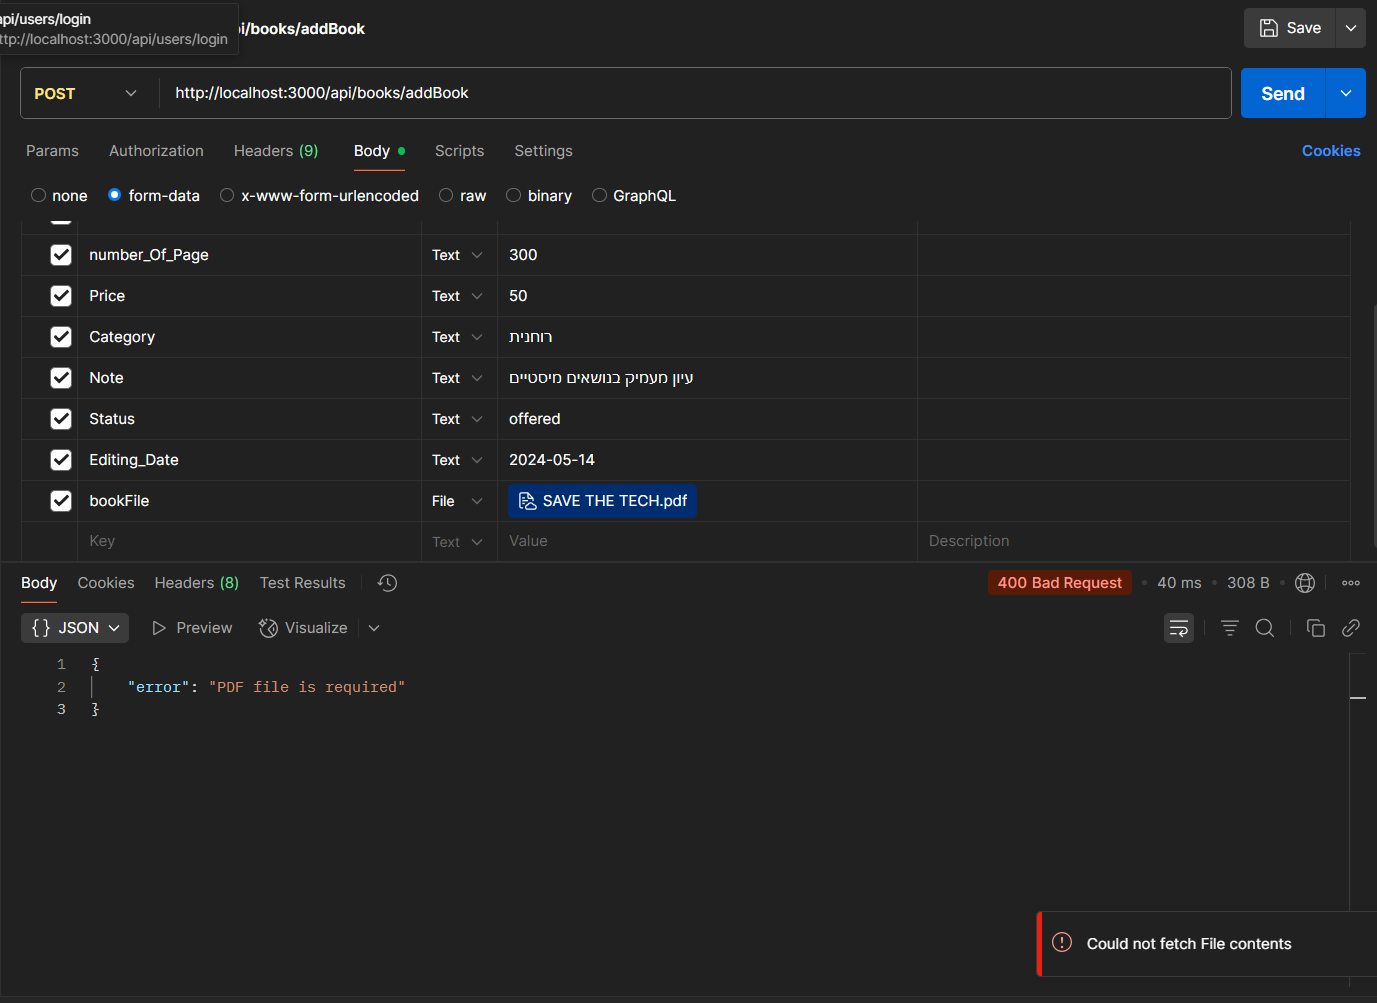 api/users/login
ttp://localhost:3000/api/users/login
i/books/addBook
Save
POST
http://localhost:3000/api/books/addBook
Send
Params Authorization Headers (9) Body Scripts Settings Cookies
none form-data x-www-form-urlencoded raw binary GraphQL
number_Of_Page Text 300
Price Text 50
Category Text רוחנית
Note Text עיון מעמיק בנושאים מיסטיים
Status Text offered
Editing_Date Text 2024-05-14
bookFile File SAVE THE TECH.pdf
Key Text Value Description
Body Cookies Headers (8) Test Results 400 Bad Request • 40 ms • 308 B •
{} JSON Preview Visualize
1 {
2 "error": "PDF file is required"
3 }
Could not fetch File contents